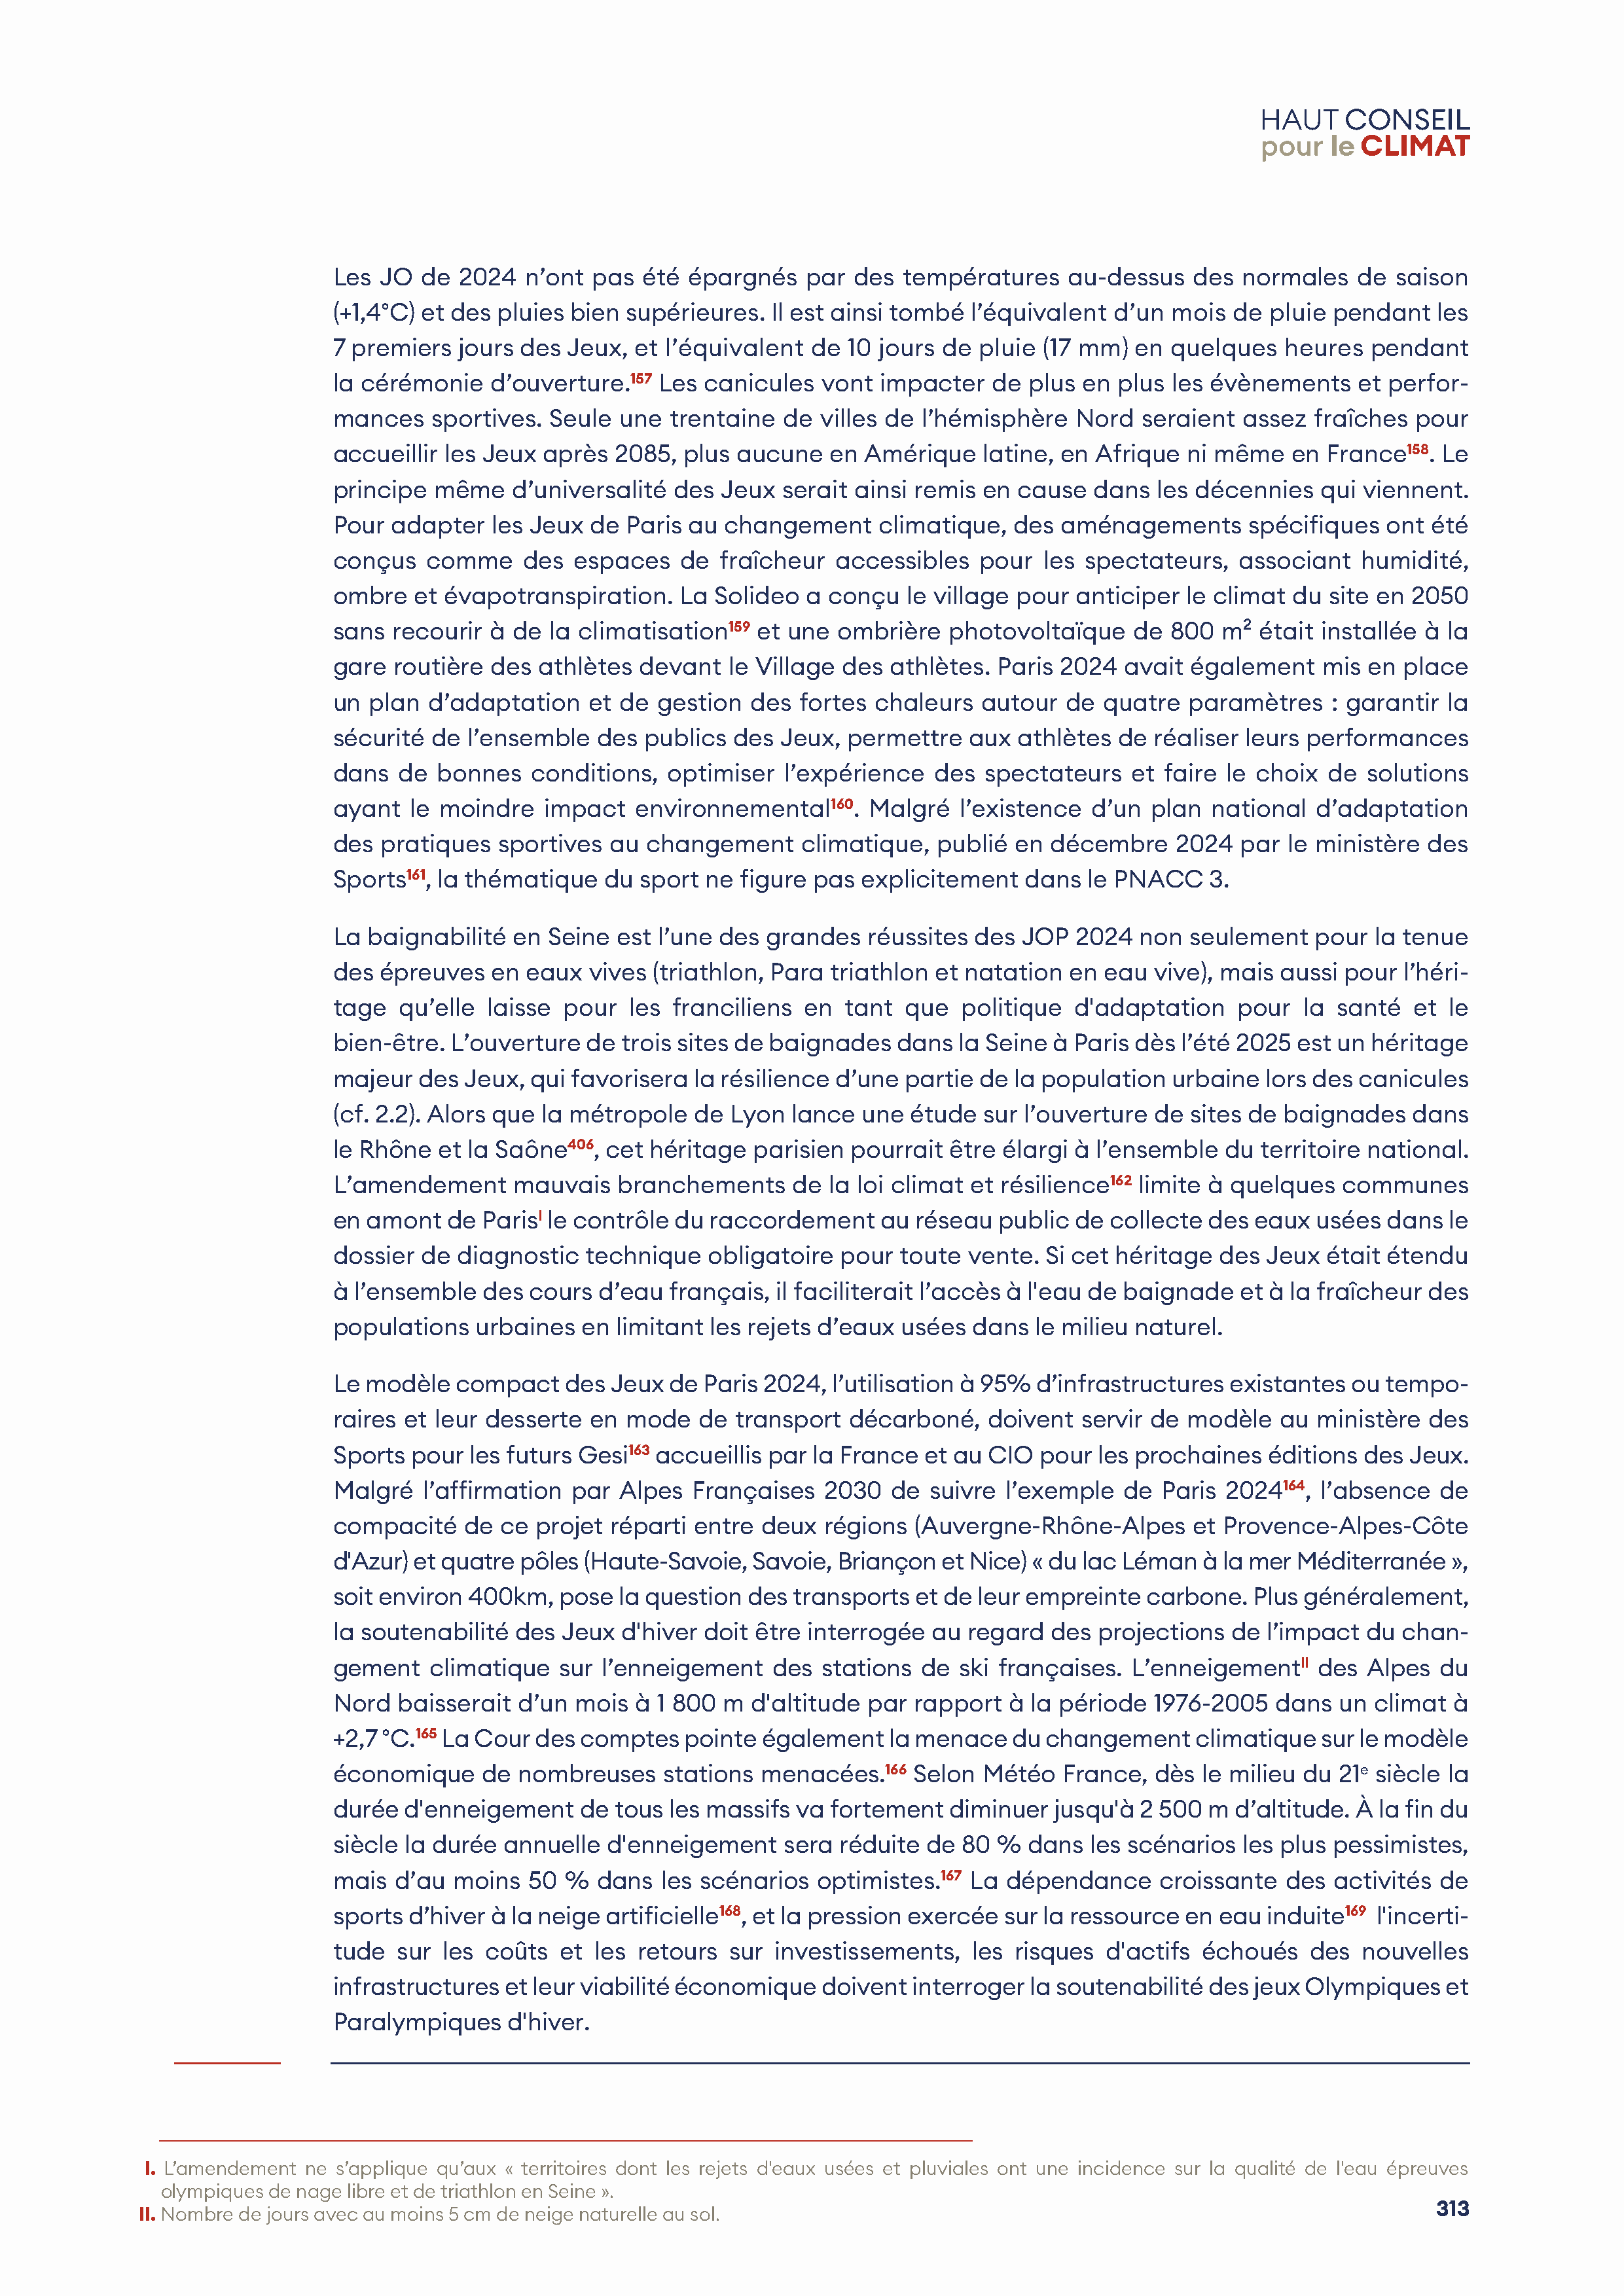 HAUT CONSEIL
pour le CLIMAT
Les JO de 2024 n’ont pas été épargnés par des températures au-dessus des normales de saison
(+1,4°C) et des pluies bien supérieures. Il est ainsi tombé l’équivalent d’un mois de pluie pendant les
7 premiers jours des Jeux, et l’équivalent de 10 jours de pluie (17 mm) en quelques heures pendant
la cérémonie d’ouverture.157 Les canicules vont impacter de plus en plus les évènements et perfor-
mances sportives. Seule une trentaine de villes de l’hémisphère Nord seraient assez fraîches pour
accueillir les Jeux après 2085, plus aucune en Amérique latine, en Afrique ni même en France158. Le
principe même d’universalité des Jeux serait ainsi remis en cause dans les décennies qui viennent.
Pour adapter les Jeux de Paris au changement climatique, des aménagements spécifiques ont été
conçus comme des espaces de fraîcheur accessibles pour les spectateurs, associant humidité,
ombre et évapotranspiration. La Solideo a conçu le village pour anticiper le climat du site en 2050
sans recourir à de la climatisation159 et une ombrière photovoltaïque de 800 m² était installée à la
gare routière des athlètes devant le Village des athlètes. Paris 2024 avait également mis en place
un plan d’adaptation et de gestion des fortes chaleurs autour de quatre paramètres : garantir la
sécurité de l’ensemble des publics des Jeux, permettre aux athlètes de réaliser leurs performances
dans de bonnes conditions, optimiser l’expérience des spectateurs et faire le choix de solutions
ayant le moindre impact environnemental160. Malgré l’existence d’un plan national d’adaptation
des pratiques sportives au changement climatique, publié en décembre 2024 par le ministère des
Sports161, la thématique du sport ne figure pas explicitement dans le PNACC 3.
La baignabilité en Seine est l’une des grandes réussites des JOP 2024 non seulement pour la tenue
des épreuves en eaux vives (triathlon, Para triathlon et natation en eau vive), mais aussi pour l’héri-
tage qu’elle laisse pour les franciliens en tant que politique d'adaptation pour la santé et le
bien-être. L’ouverture de trois sites de baignades dans la Seine à Paris dès l’été 2025 est un héritage
majeur des Jeux, qui favorisera la résilience d’une partie de la population urbaine lors des canicules
(cf. 2.2). Alors que la métropole de Lyon lance une étude sur l’ouverture de sites de baignades dans
le Rhône et la Saône406, cet héritage parisien pourrait être élargi à l’ensemble du territoire national.
L’amendement mauvais branchements de la loi climat et résilience162 limite à quelques communes
en amont de ParisI le contrôle du raccordement au réseau public de collecte des eaux usées dans le
dossier de diagnostic technique obligatoire pour toute vente. Si cet héritage des Jeux était étendu
à l’ensemble des cours d’eau français, il faciliterait l’accès à l'eau de baignade et à la fraîcheur des
populations urbaines en limitant les rejets d’eaux usées dans le milieu naturel.
Le modèle compact des Jeux de Paris 2024, l’utilisation à 95% d’infrastructures existantes ou tempo-
raires et leur desserte en mode de transport décarboné, doivent servir de modèle au ministère des
Sports pour les futurs Gesi163 accueillis par la France et au CIO pour les prochaines éditions des Jeux.
Malgré l’affirmation par Alpes Françaises 2030 de suivre l’exemple de Paris 2024164, l’absence de
compacité de ce projet réparti entre deux régions (Auvergne-Rhône-Alpes et Provence-Alpes-Côte
d'Azur) et quatre pôles (Haute-Savoie, Savoie, Briançon et Nice) « du lac Léman à la mer Méditerranée »,
soit environ 400km, pose la question des transports et de leur empreinte carbone. Plus généralement,
la soutenabilité des Jeux d'hiver doit être interrogée au regard des projections de l’impact du chan-
gement climatique sur l’enneigement des stations de ski françaises. L’enneigementII des Alpes du
Nord baisserait d’un mois à 1 800 m d'altitude par rapport à la période 1976-2005 dans un climat à
+2,7 °C.165 La Cour des comptes pointe également la menace du changement climatique sur le modèle
économique de nombreuses stations menacées.166 Selon Météo France, dès le milieu du 21e siècle la
durée d'enneigement de tous les massifs va fortement diminuer jusqu'à 2 500 m d’altitude. À la fin du
siècle la durée annuelle d'enneigement sera réduite de 80 % dans les scénarios les plus pessimistes,
mais d’au moins 50 % dans les scénarios optimistes.167 La dépendance croissante des activités de
sports d’hiver à la neige artificielle168, et la pression exercée sur la ressource en eau induite169 l'incerti-
tude sur les coûts et les retours sur investissements, les risques d'actifs échoués des nouvelles
infrastructures et leur viabilité économique doivent interroger la soutenabilité des jeux Olympiques et
Paralympiques d'hiver.
I. L’amendement ne s’applique qu’aux « territoires dont les rejets d'eaux usées et pluviales ont une incidence sur la qualité de l'eau épreuves
olympiques de nage libre et de triathlon en Seine ».
II. Nombre de jours avec au moins 5 cm de neige naturelle au sol.
313